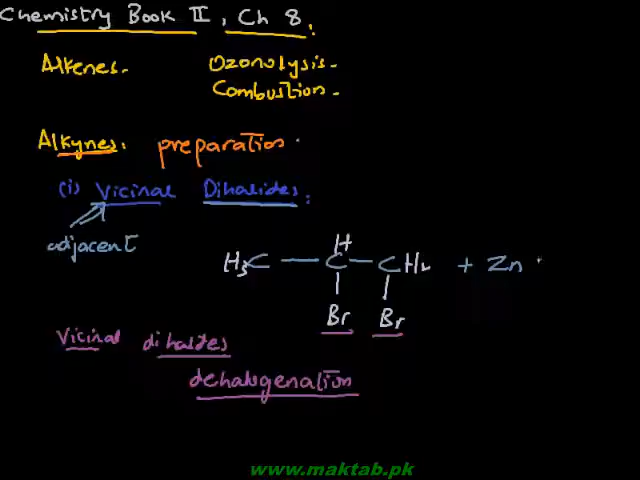 Chemistry Book II, Ch 8.
Alkenes. Ozonolysis.
Combustion.
Alkynes: preparation.
(i) Vicinal Dihalides:
adjacent
H
H3C — C — CH2 + Zn
Br Br
Vicinal dihalides
dehalogenation
www.maktab.pk